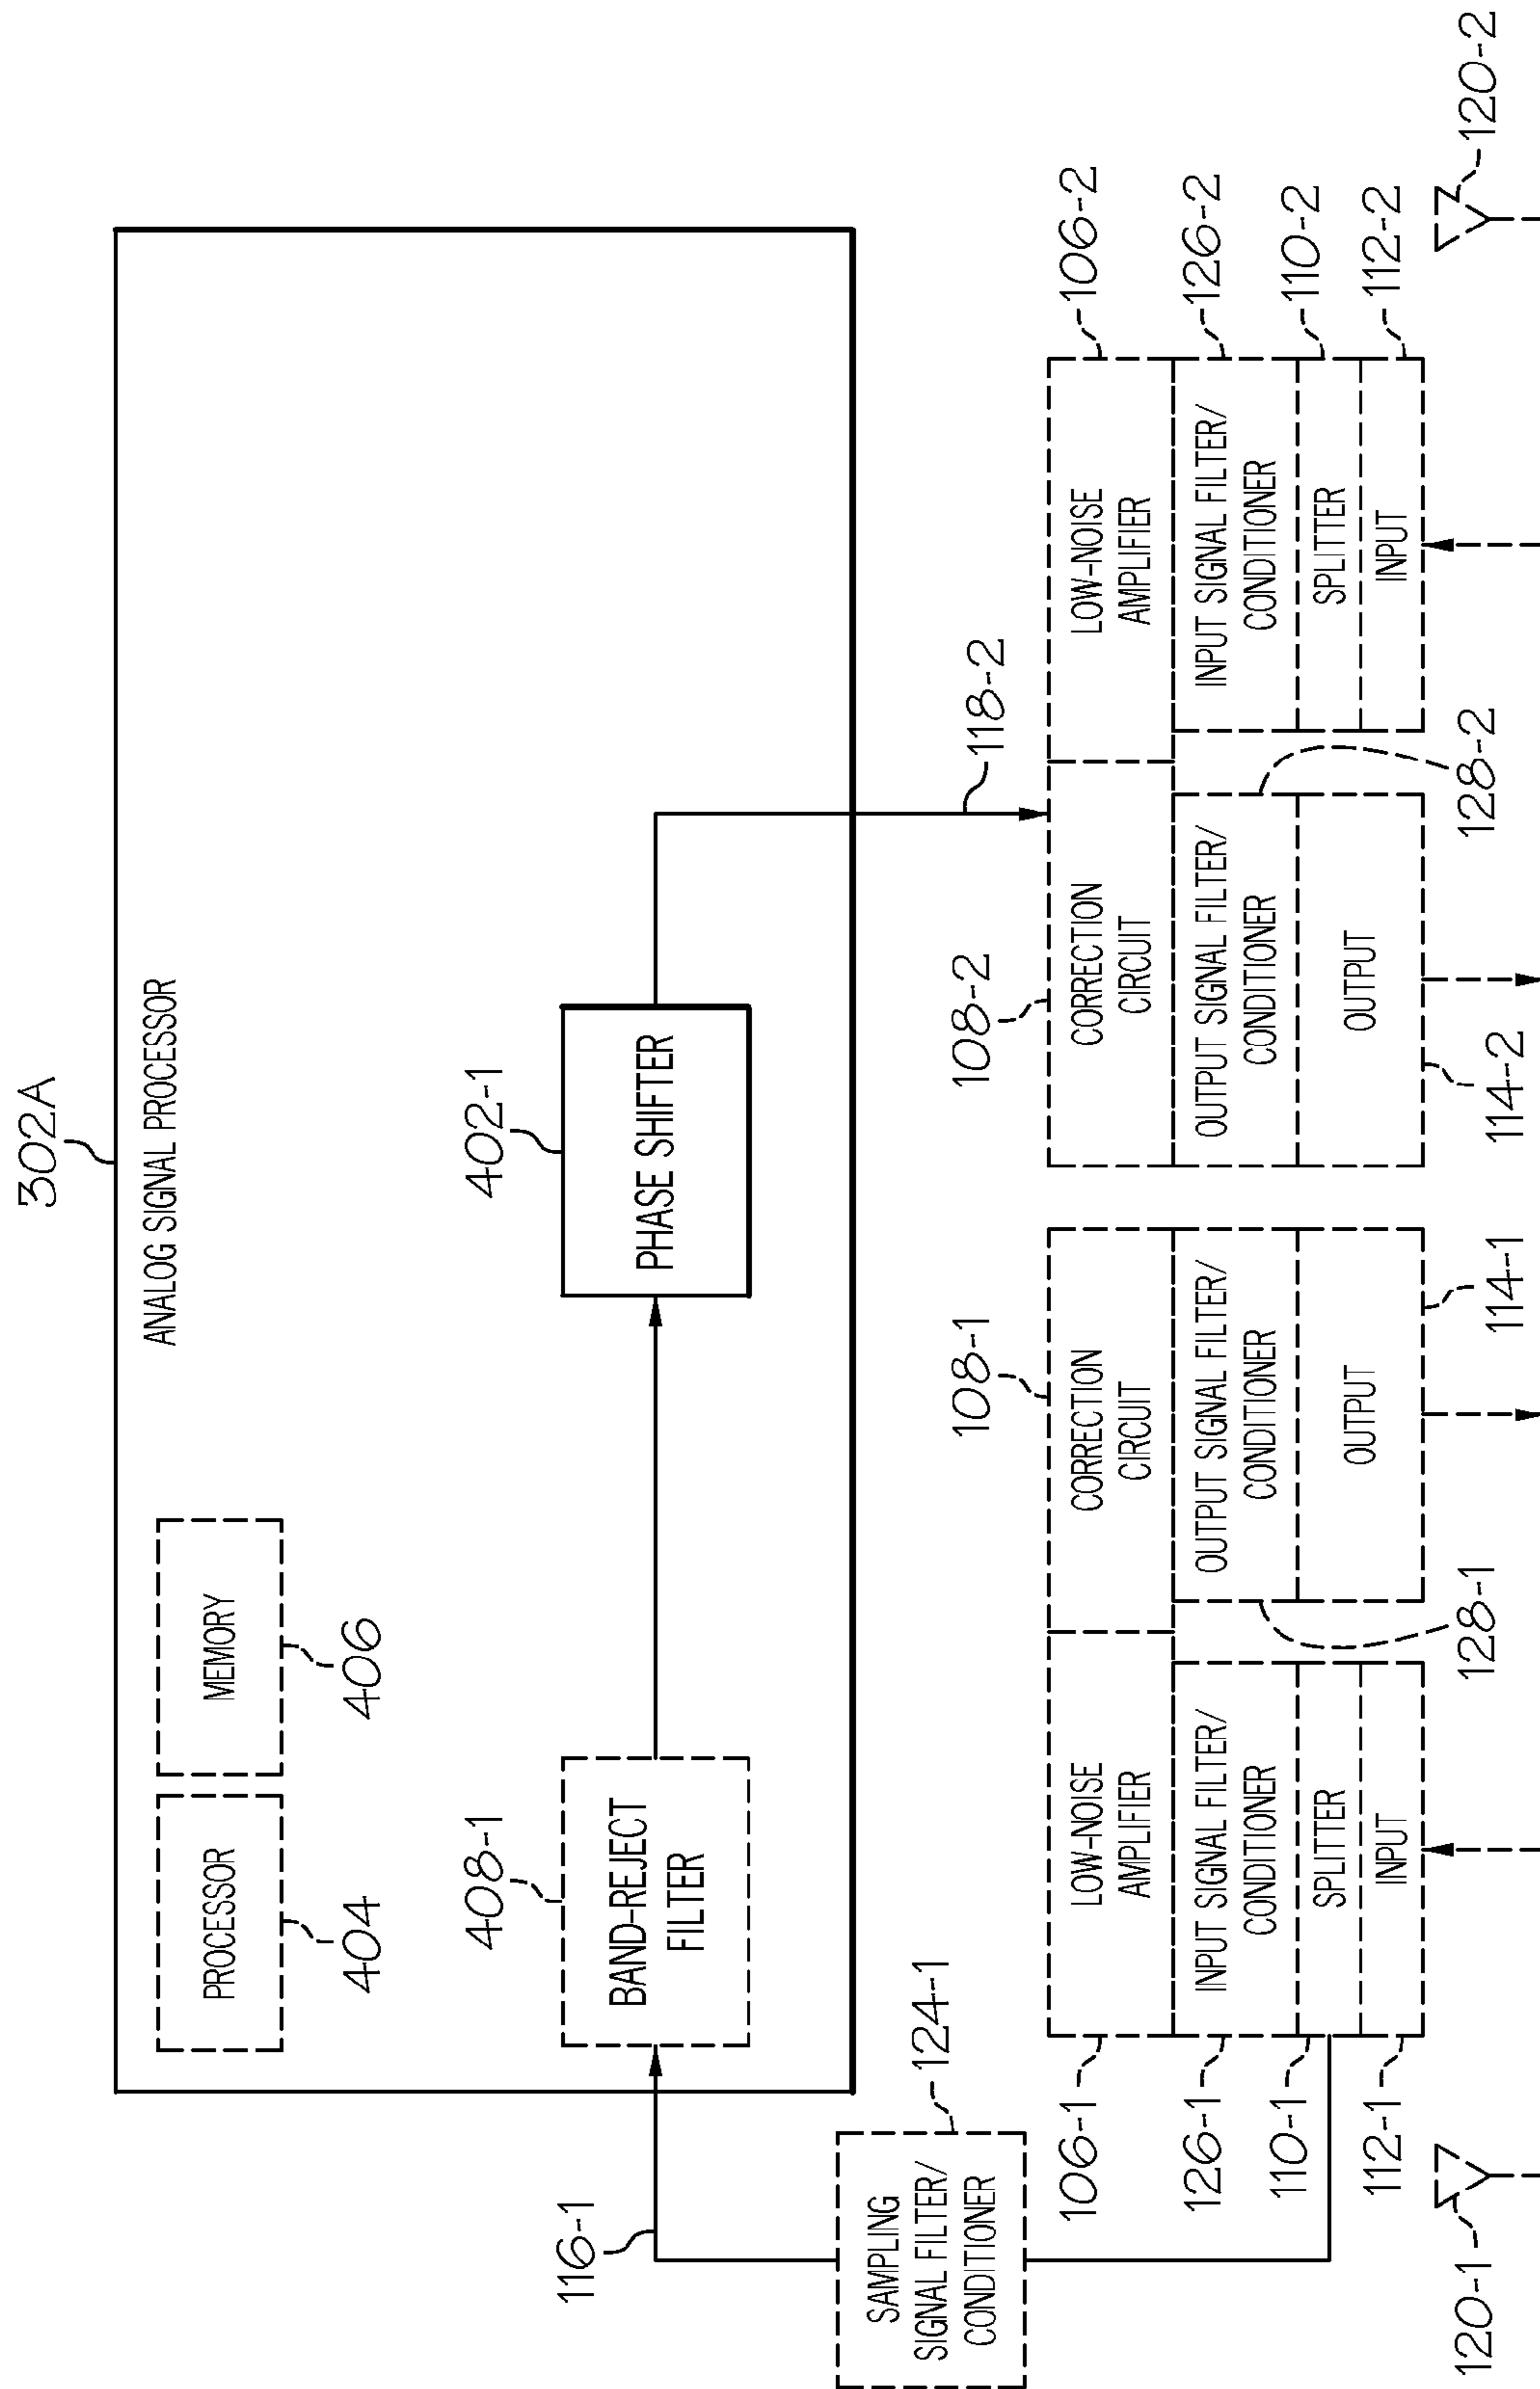 302A
ANALOG SIGNAL PROCESSOR
PROCESSOR
404
MEMORY
406
408-1
BAND-REJECT
FILTER
402-1
PHASE SHIFTER
116-1
118-2
SAMPLING
SIGNAL FILTER/
CONDITIONER
124-1
106-1
LOW-NOISE
AMPLIFIER
108-1
CORRECTION
CIRCUIT
126-1
INPUT SIGNAL FILTER/
CONDITIONER
OUTPUT SIGNAL FILTER/
CONDITIONER
110-1
SPLITTER
112-1
INPUT
OUTPUT
128-1
114-1
120-1
108-2
CORRECTION
CIRCUIT
LOW-NOISE
AMPLIFIER
106-2
OUTPUT SIGNAL FILTER/
CONDITIONER
INPUT SIGNAL FILTER/
CONDITIONER
126-2
SPLITTER
110-2
OUTPUT
INPUT
112-2
114-2
128-2
120-2